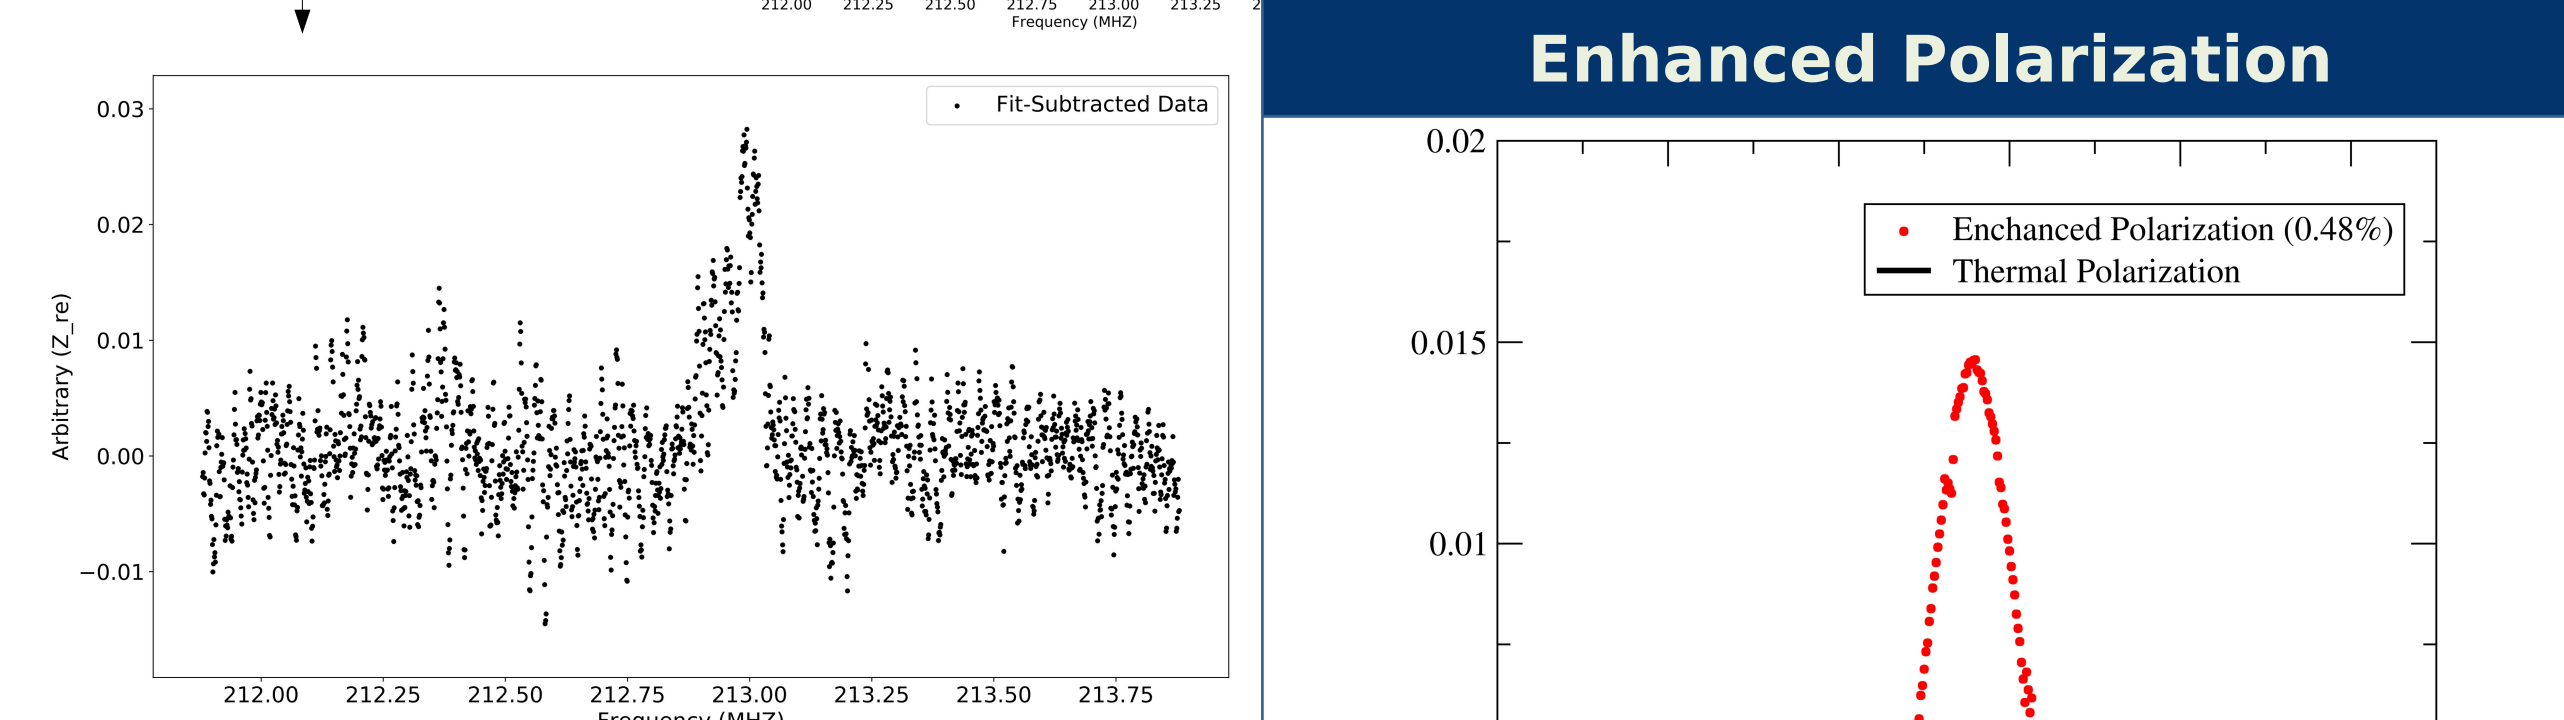 212.00 212.25 212.50 212.75 213.00 213.25 2
Frequency (MHZ)
Fit-Subtracted Data
0.03
0.02
0.01
0.00
−0.01
Arbitrary (Z_re)
212.00 212.25 212.50 212.75 213.00 213.25 213.50 213.75
Frequency (MHZ)
Enhanced Polarization
0.02
Enchanced Polarization (0.48%)
Thermal Polarization
0.015
0.01